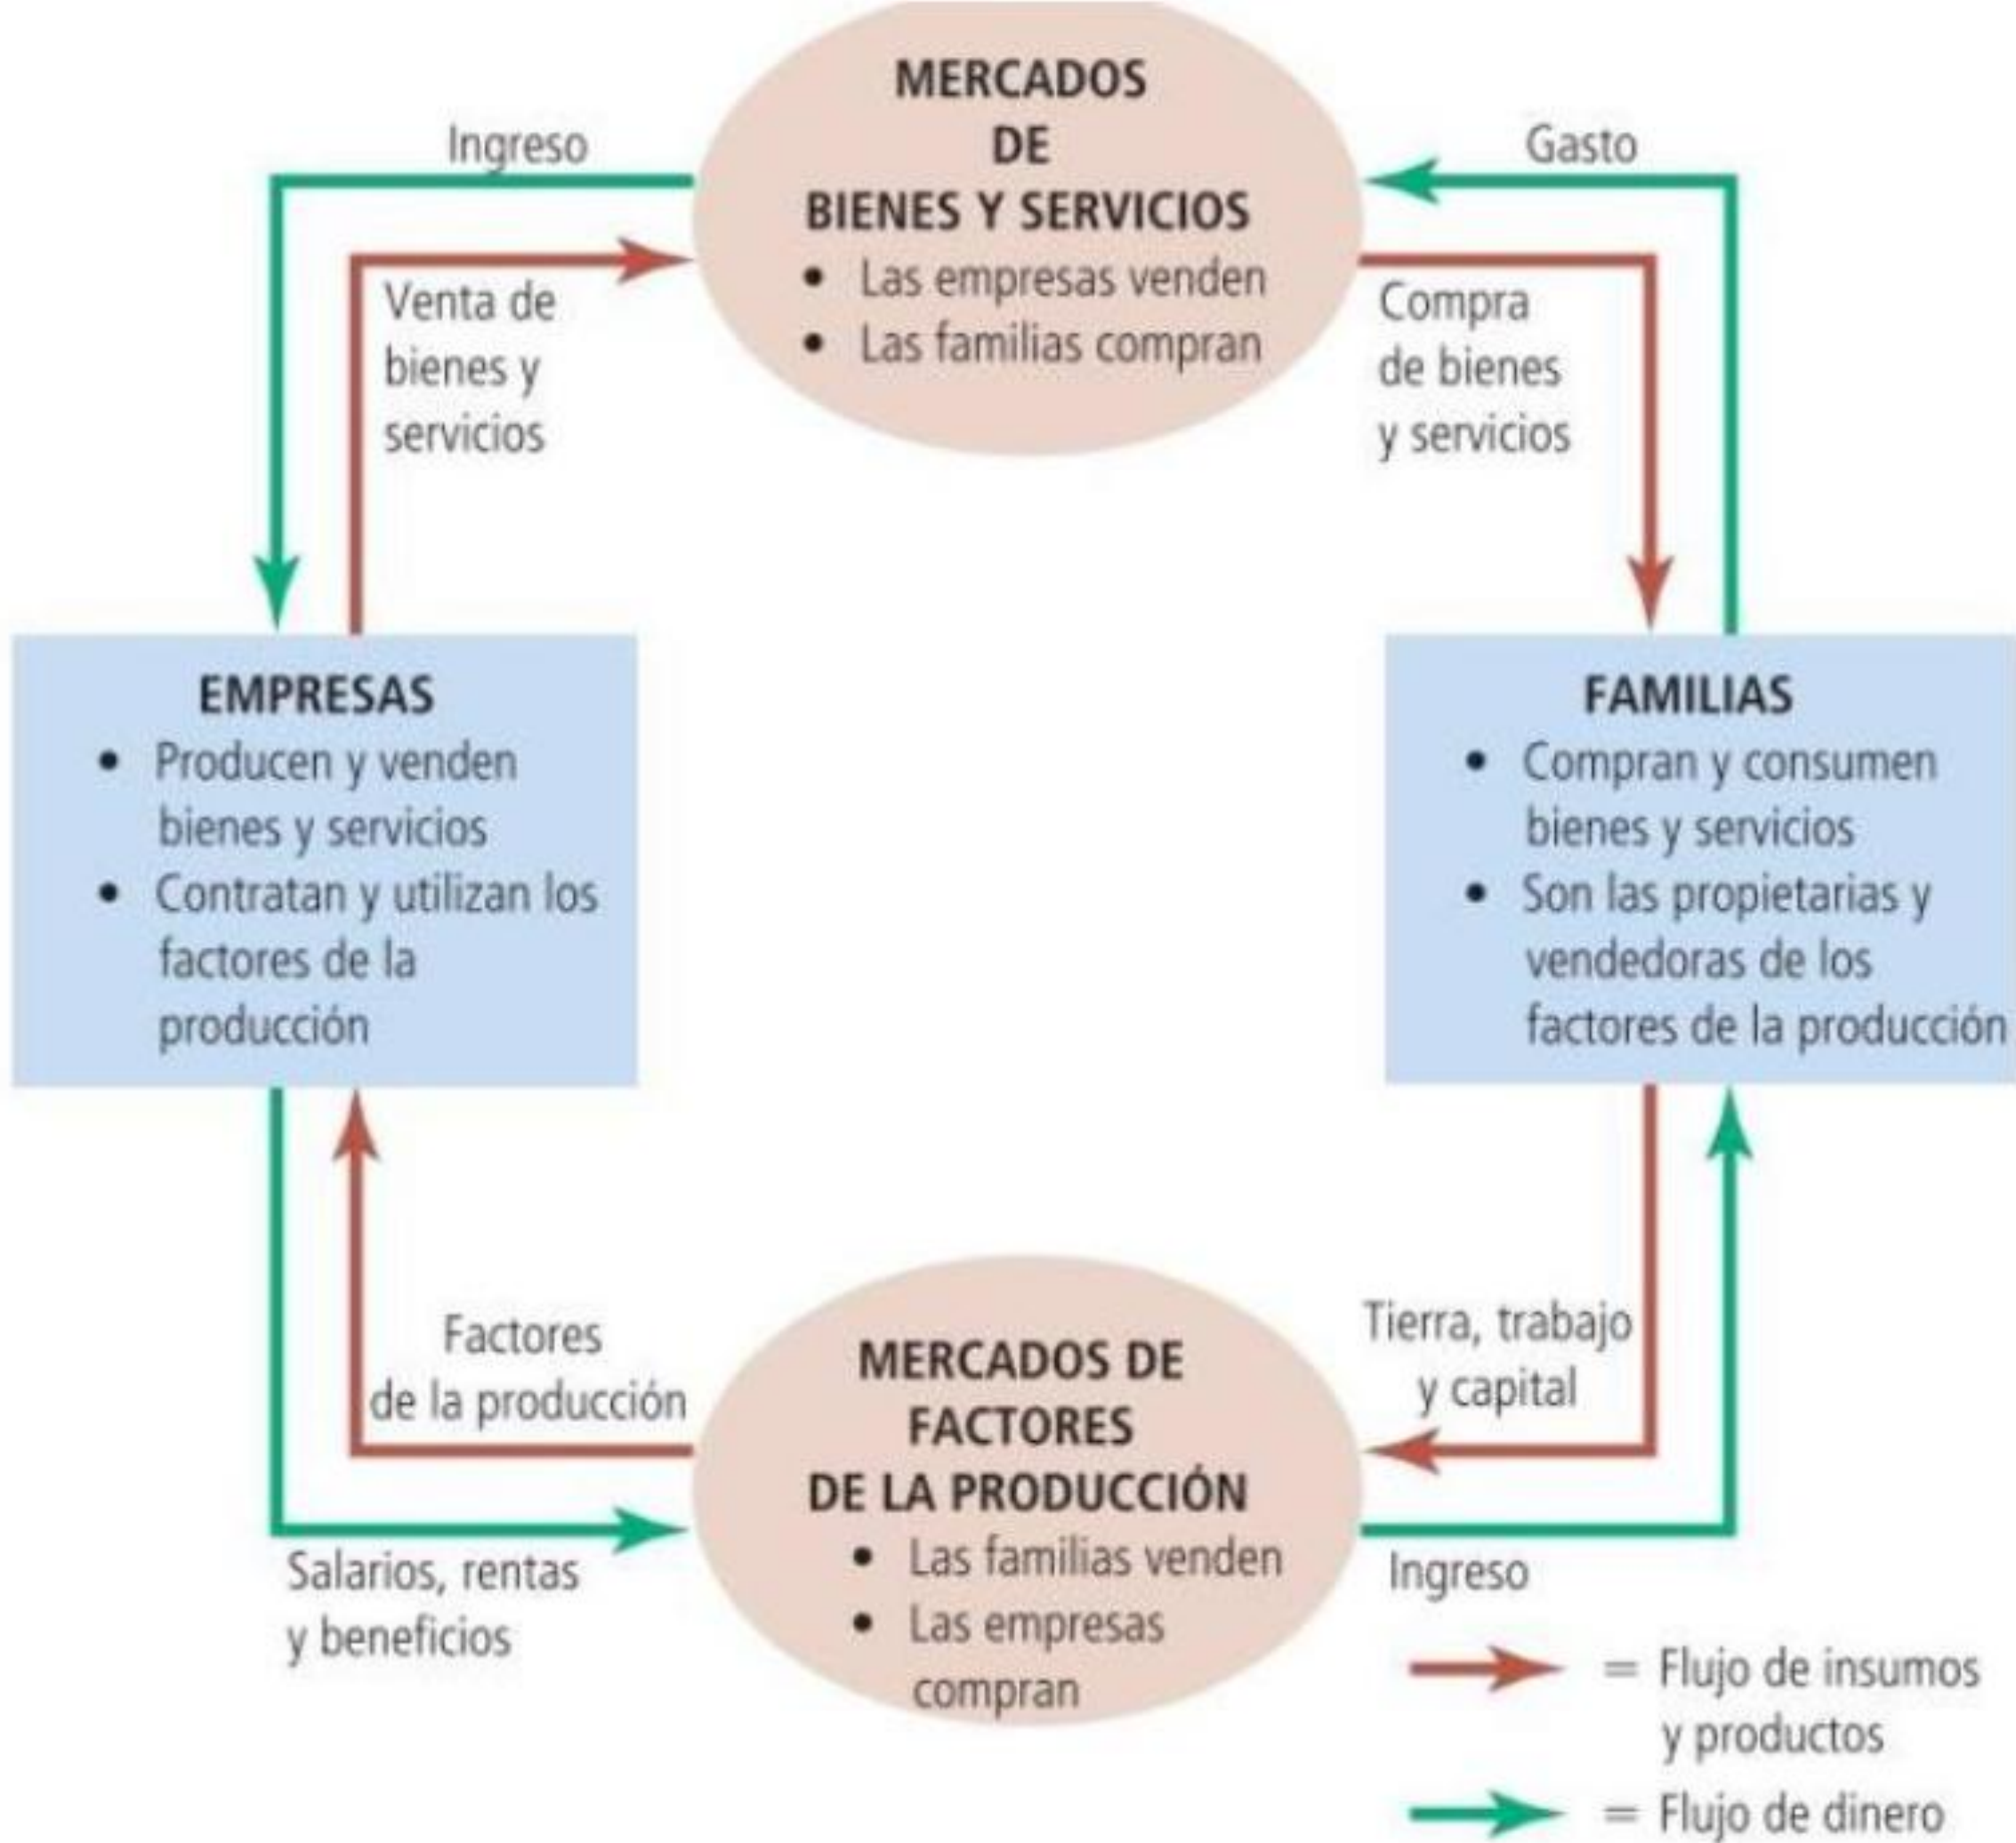 MERCADOS
DE
BIENES Y SERVICIOS
• Las empresas venden
• Las familias compran
Ingreso
Gasto
Venta de
bienes y
servicios
Compra
de bienes
y servicios
EMPRESAS
• Producen y venden
bienes y servicios
• Contratan y utilizan los
factores de la
producción
FAMILIAS
• Compran y consumen
bienes y servicios
• Son las propietarias y
vendedoras de los
factores de la producción
Factores
de la producción
Tierra, trabajo
y capital
MERCADOS DE
FACTORES
DE LA PRODUCCIÓN
• Las familias venden
• Las empresas
compran
Salarios, rentas
y beneficios
Ingreso
= Flujo de insumos
y productos
= Flujo de dinero